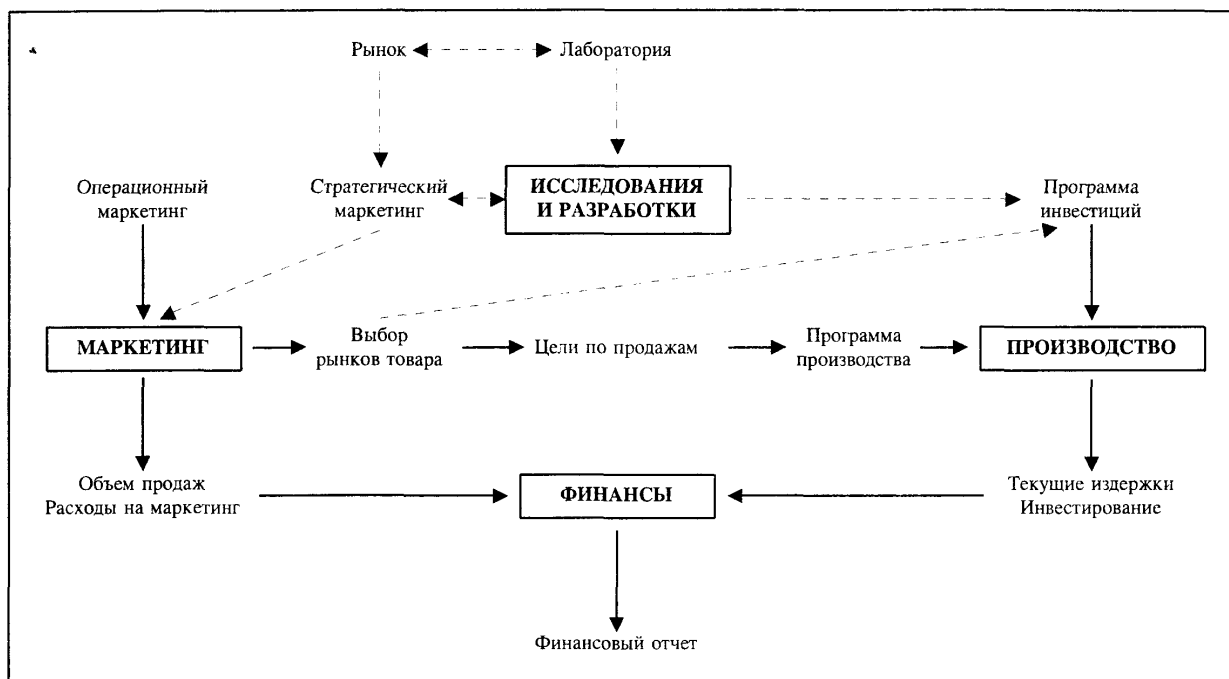 Рынок
Лаборатория
Операционный
маркетинг
Стратегический
маркетинг
ИССЛЕДОВАНИЯ
И РАЗРАБОТКИ
Программа
инвестиций
МАРКЕТИНГ
Выбор
рынков товара
Цели по продажам
Программа
производства
ПРОИЗВОДСТВО
Объем продаж
Расходы на маркетинг
ФИНАНСЫ
Текущие издержки
Инвестирование
Финансовый отчет